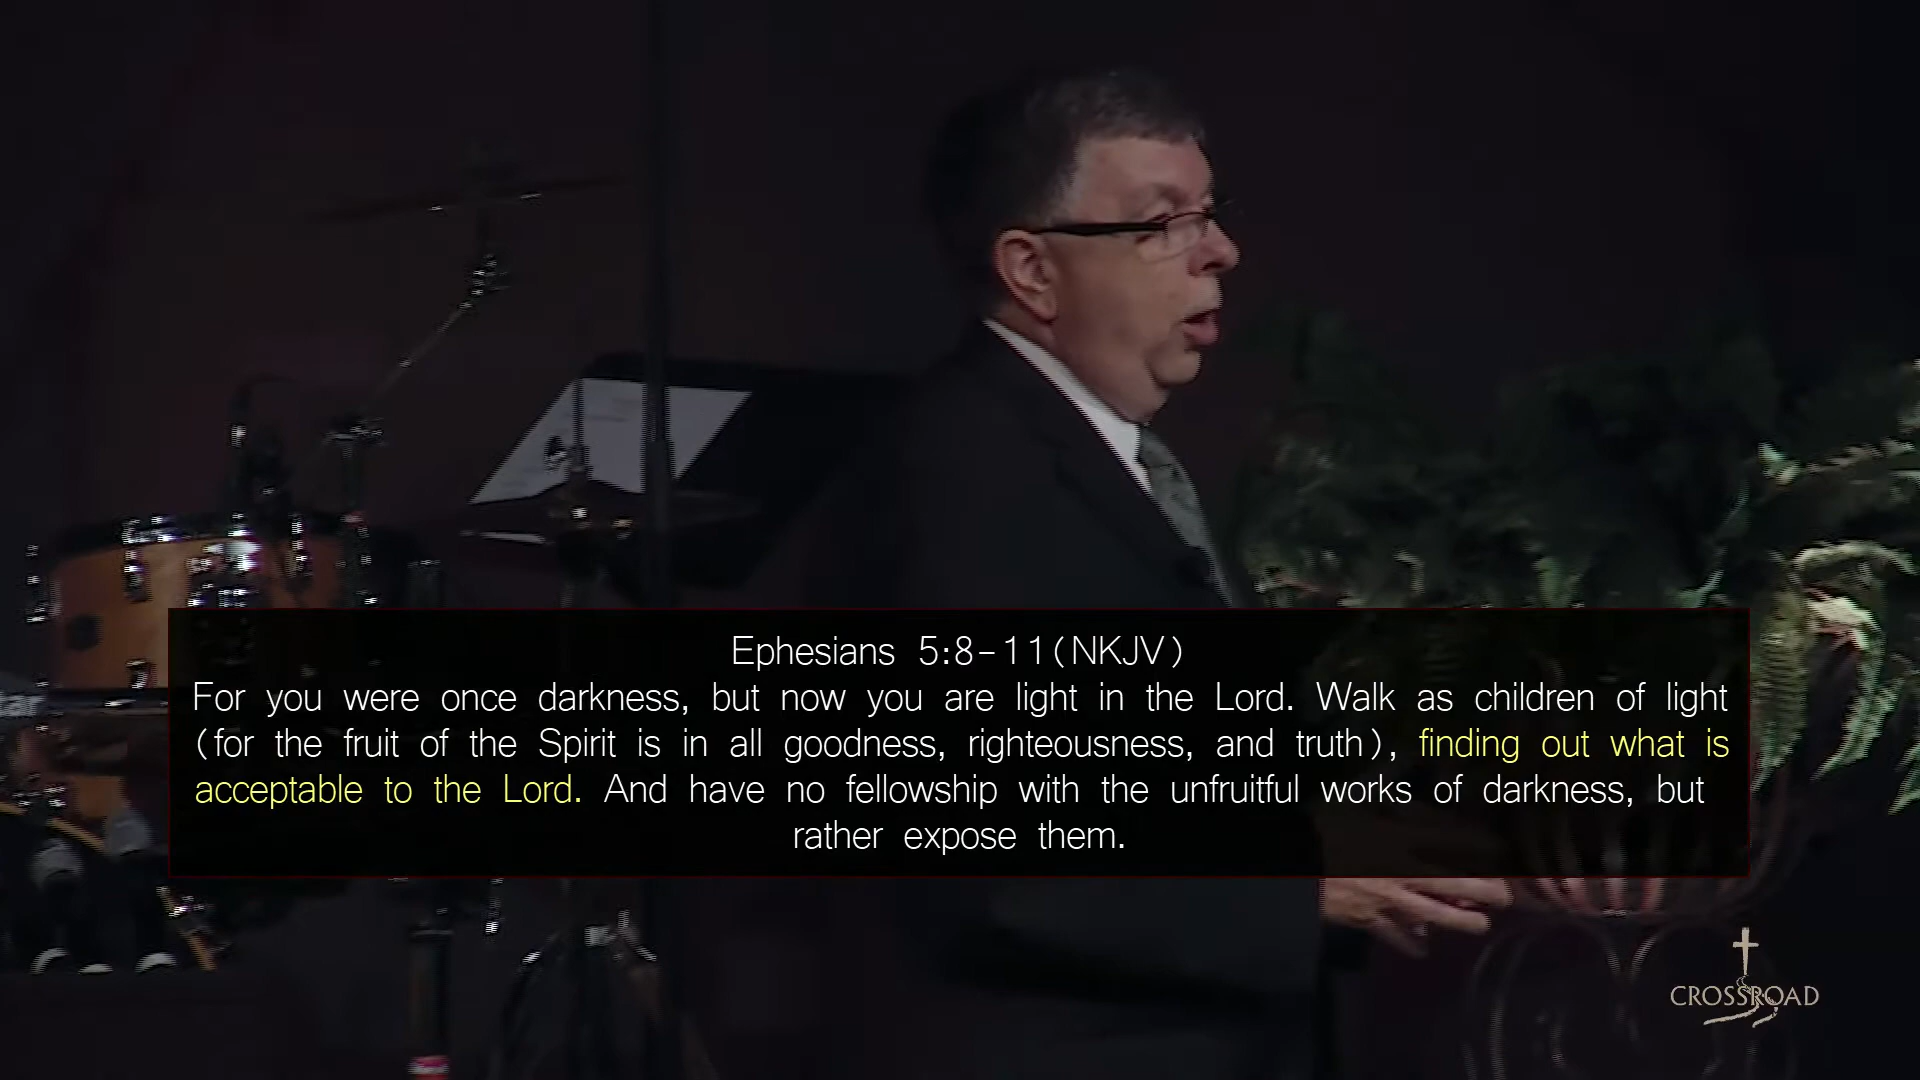 Ephesians 5:8-11(NKJV)
For you were once darkness, but now you are light in the Lord. Walk as children of light
(for the fruit of the Spirit is in all goodness, righteousness, and truth), finding out what is
acceptable to the Lord. And have no fellowship with the unfruitful works of darkness, but
rather expose them.
CROSSROAD